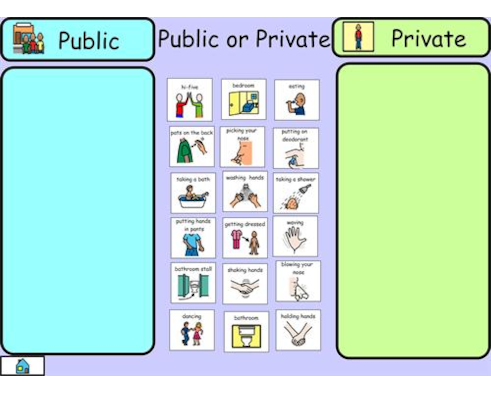 Public
Public or Private
Private
hi-five
bedroom
eating
pats on the back
picking your
nose
putting on
deodorant
taking a bath
washing hands
taking a shower
putting hands
in pants
getting dressed
waving
bathroom stall
shaking hands
blowing your
nose
dancing
bathroom
holding hands